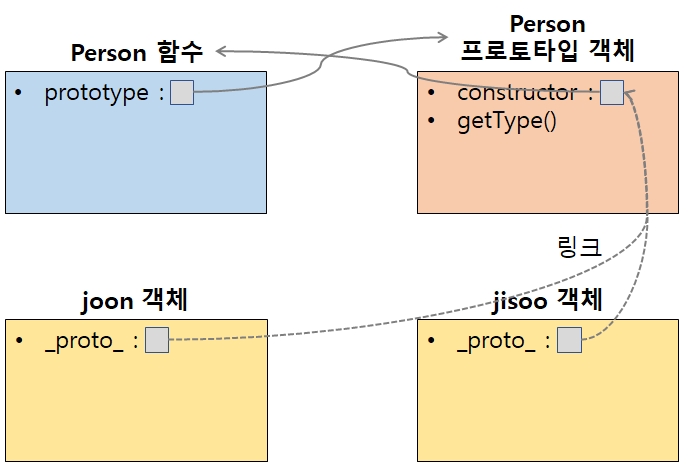 Person 함수
Person
프로토타입 객체
• prototype :
• constructor :
• getType()
링크
joon 객체
jisoo 객체
• _proto_ :
• _proto_ :